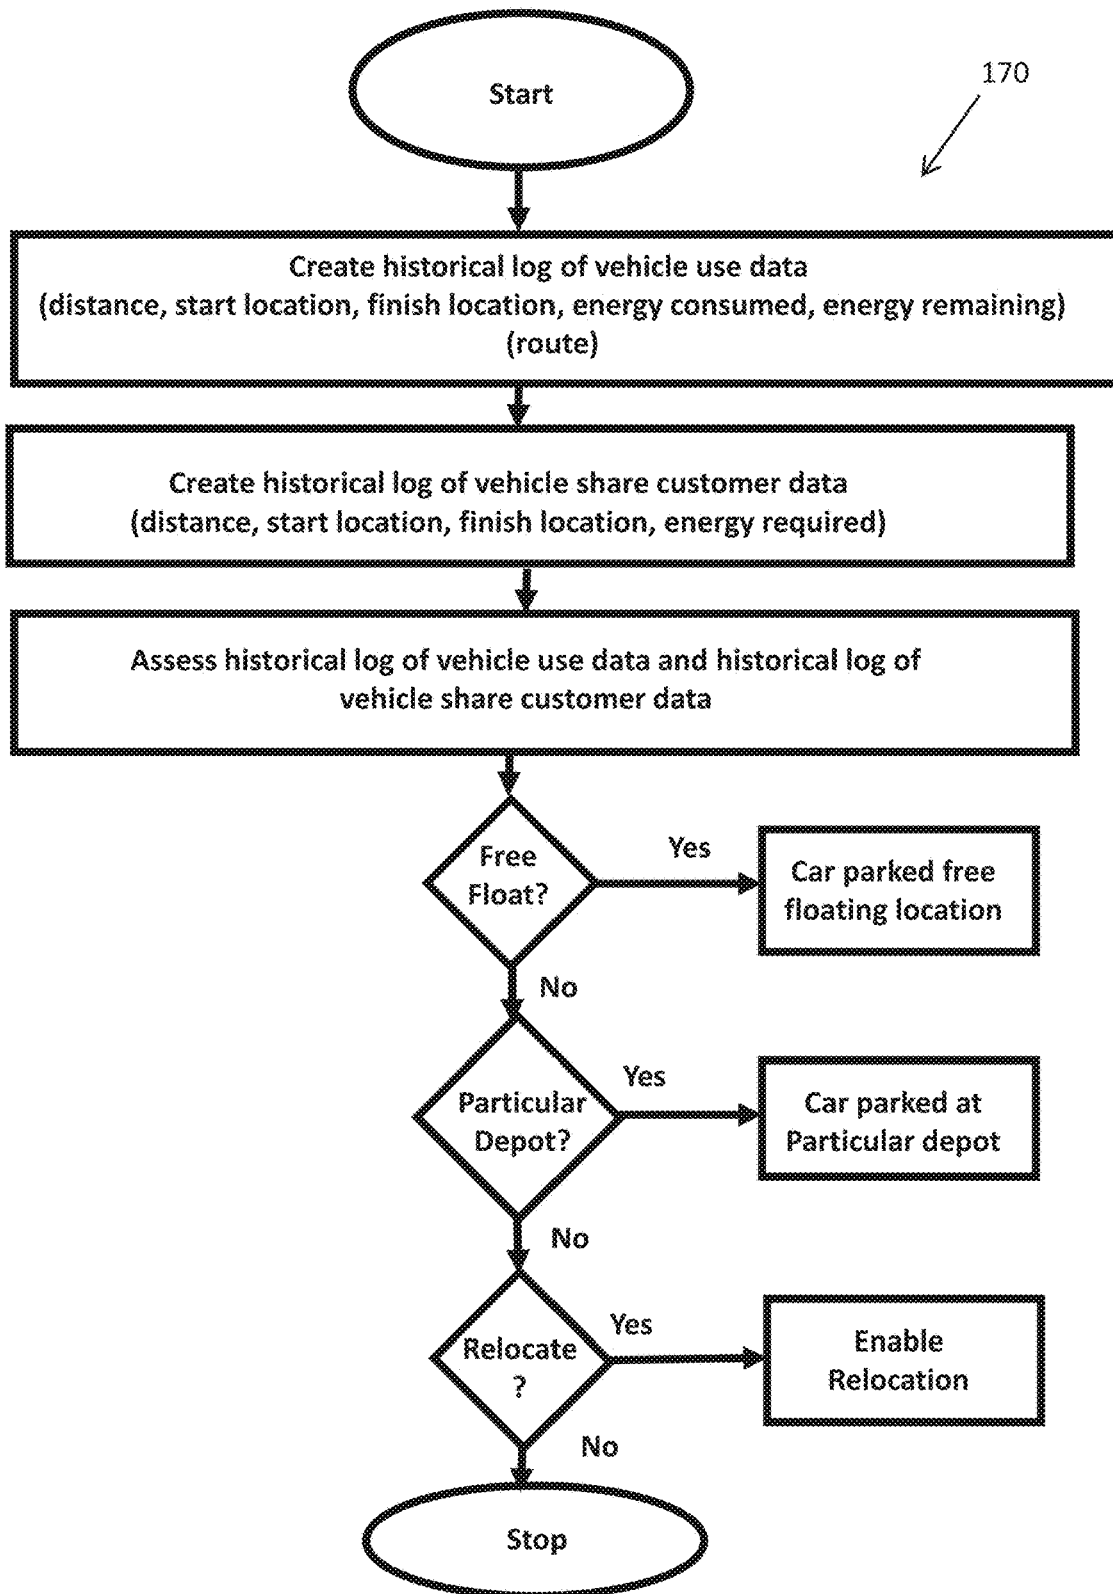 Start
170
Create historical log of vehicle use data
(distance, start location, finish location, energy consumed, energy remaining)
(route)
Create historical log of vehicle share customer data
(distance, start location, finish location, energy required)
Assess historical log of vehicle use data and historical log of
vehicle share customer data
Free
Float?
Yes
Car parked free
floating location
No
Particular
Depot?
Yes
Car parked at
Particular depot
No
Relocate
?
Yes
Enable
Relocation
No
Stop